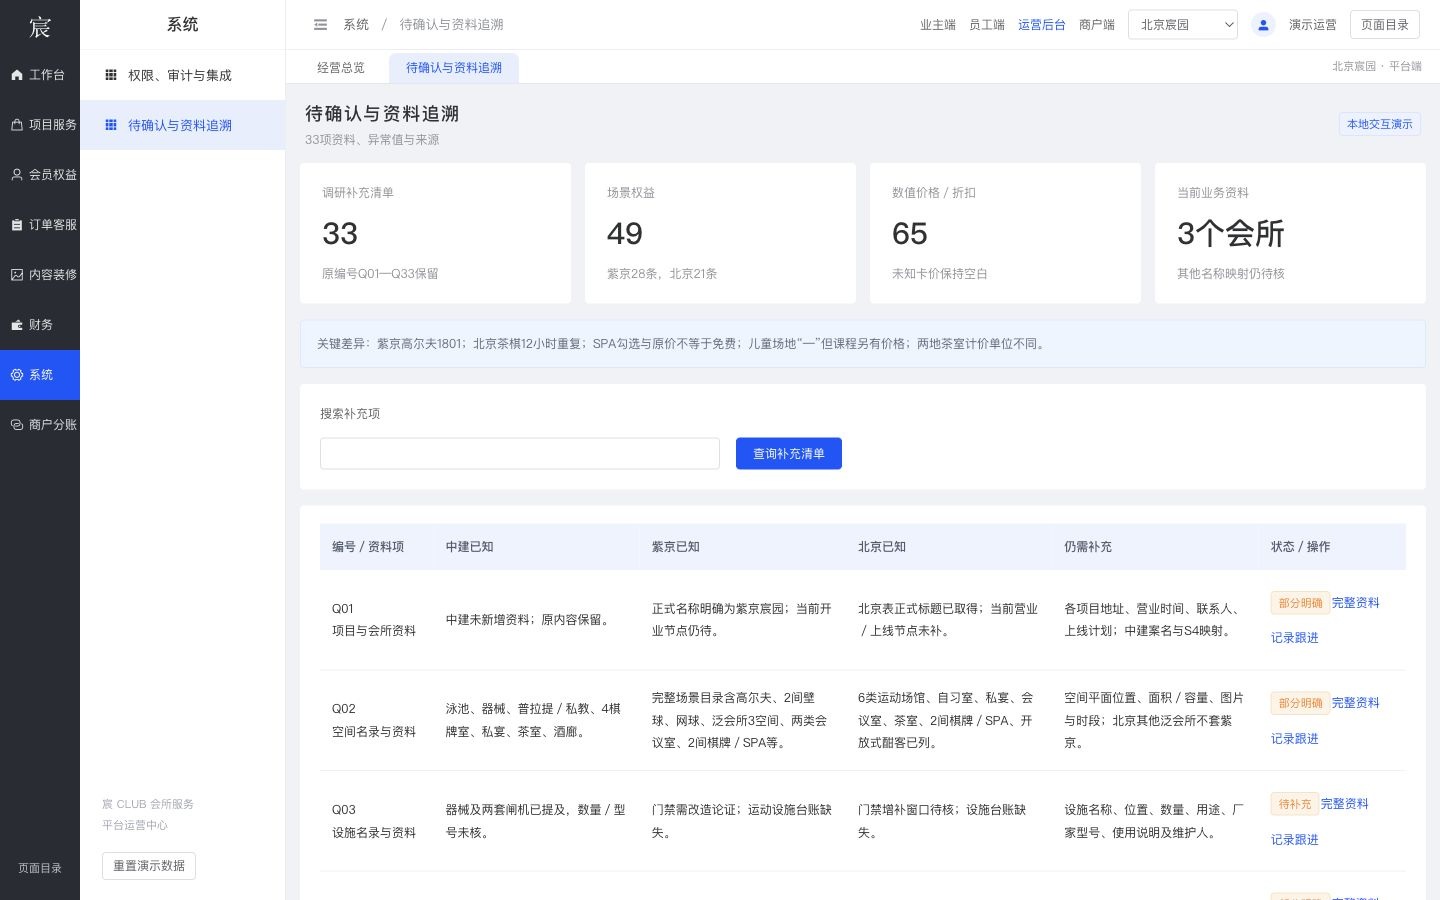 宸
工作台
项目服务
会员权益
订单客服
内容装修
财务
系统
商户分账
页面目录
系统
权限、审计与集成
待确认与资料追溯
宸 CLUB 会所服务
平台运营中心
重置演示数据
系统 / 待确认与资料追溯
业主端 员工端 运营后台 商户端 北京宸园 演示运营 页面目录
经营总览 待确认与资料追溯
北京宸园 · 平台端
待确认与资料追溯
33项资料、异常值与来源
本地交互演示
调研补充清单
33
原编号Q01—Q33保留
场景权益
49
紫京28条，北京21条
数值价格 / 折扣
65
未知卡价保持空白
当前业务资料
3个会所
其他名称映射仍待核
关键差异：紫京高尔夫1801；北京茶棋12小时重复；SPA勾选与原价不等于免费；儿童场地“—”但课程另有价格；两地茶室计价单位不同。
搜索补充项
查询补充清单
编号 / 资料项 中建已知 紫京已知 北京已知 仍需补充 状态 / 操作
Q01
项目与会所资料
中建未新增资料；原内容保留。
正式名称明确为紫京宸园；当前开
业节点仍待。
北京表正式标题已取得；当前营业
/ 上线节点未补。
各项目地址、营业时间、联系人、
上线计划；中建案名与S4映射。
部分明确 完整资料
记录跟进
Q02
空间名录与资料
泳池、器械、普拉提 / 私教、4棋
牌室、私宴、茶室、酒廊。
完整场景目录含高尔夫、2间壁
球、网球、泛会所3空间、两类会
议室、2间棋牌 / SPA等。
6类运动场馆、自习室、私宴、会
议室、茶室、2间棋牌 / SPA、开
放式酣客已列。
空间平面位置、面积 / 容量、图片
与时段；北京其他泛会所不套紫
京。
部分明确 完整资料
记录跟进
Q03
设施名录与资料
器械及两套闸机已提及，数量 / 型
号未核。
门禁需改造论证；运动设施台账缺
失。
门禁增补窗口待核；设施台账缺
失。
设施名称、位置、数量、用途、厂
家型号、使用说明及维护人。
待补充 完整资料
记录跟进